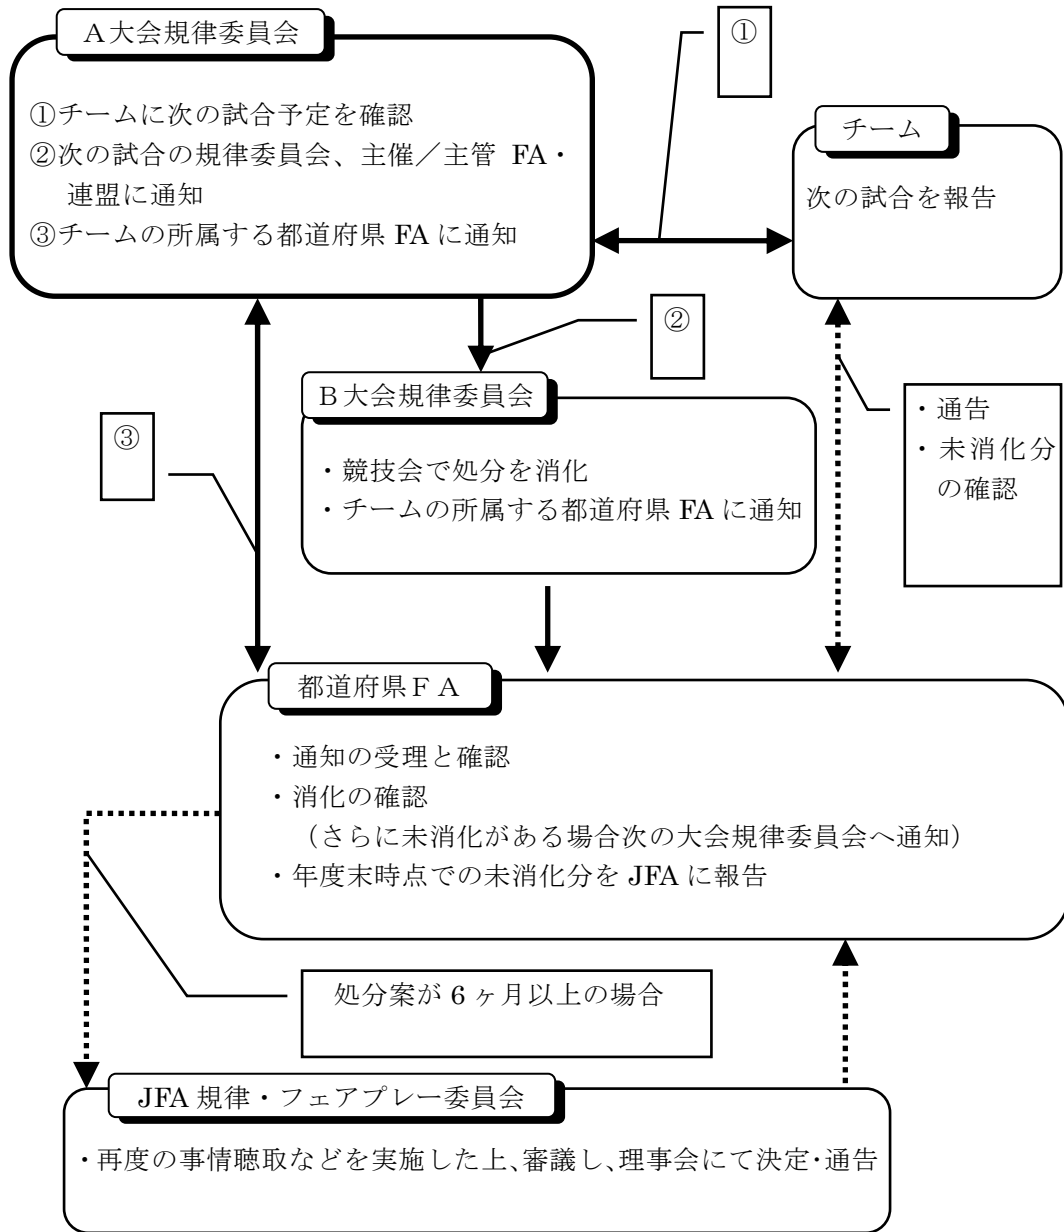 A大会規律委員会
①チームに次の試合予定を確認
②次の試合の規律委員会、主催／主管 FA・
連盟に通知
③チームの所属する都道府県 FA に通知
①
チーム
次の試合を報告
②
B大会規律委員会
・競技会で処分を消化
・チームの所属する都道府県 FA に通知
③
・通告
・未消化分
の確認
都道府県ＦＡ
・通知の受理と確認
・消化の確認
（さらに未消化がある場合次の大会規律委員会へ通知）
・年度末時点での未消化分を JFA に報告
処分案が 6 ヶ月以上の場合
JFA 規律・フェアプレー委員会
・再度の事情聴取などを実施した上、審議し、理事会にて決定・通告